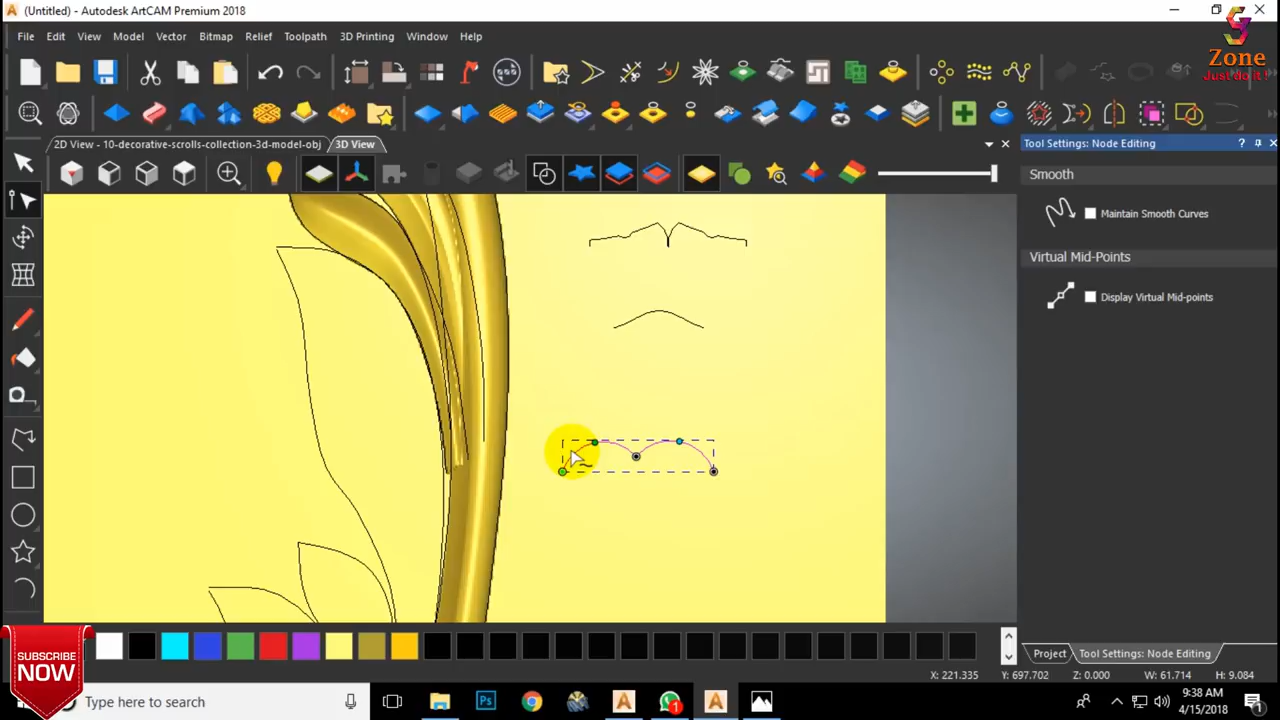 (Untitled) - Autodesk ArtCAM Premium 2018
File Edit View Model Vector Bitmap Relief Toolpath 3D Printing Window Help
G
Zone
Just do it !
2D View - 10-decorative-scrolls-collection-3d-model-obj 3D View
Tool Settings: Node Editing
Smooth
Maintain Smooth Curves
Virtual Mid-Points
Display Virtual Mid-points
Project Tool Settings: Node Editing
X: 221.335 Y: 697.702 Z: 0.000 W: 61.714 H: 9.084
SUBSCRIBE
NOW
Type here to search
Ps
1
9:38 AM
4/15/2018
1